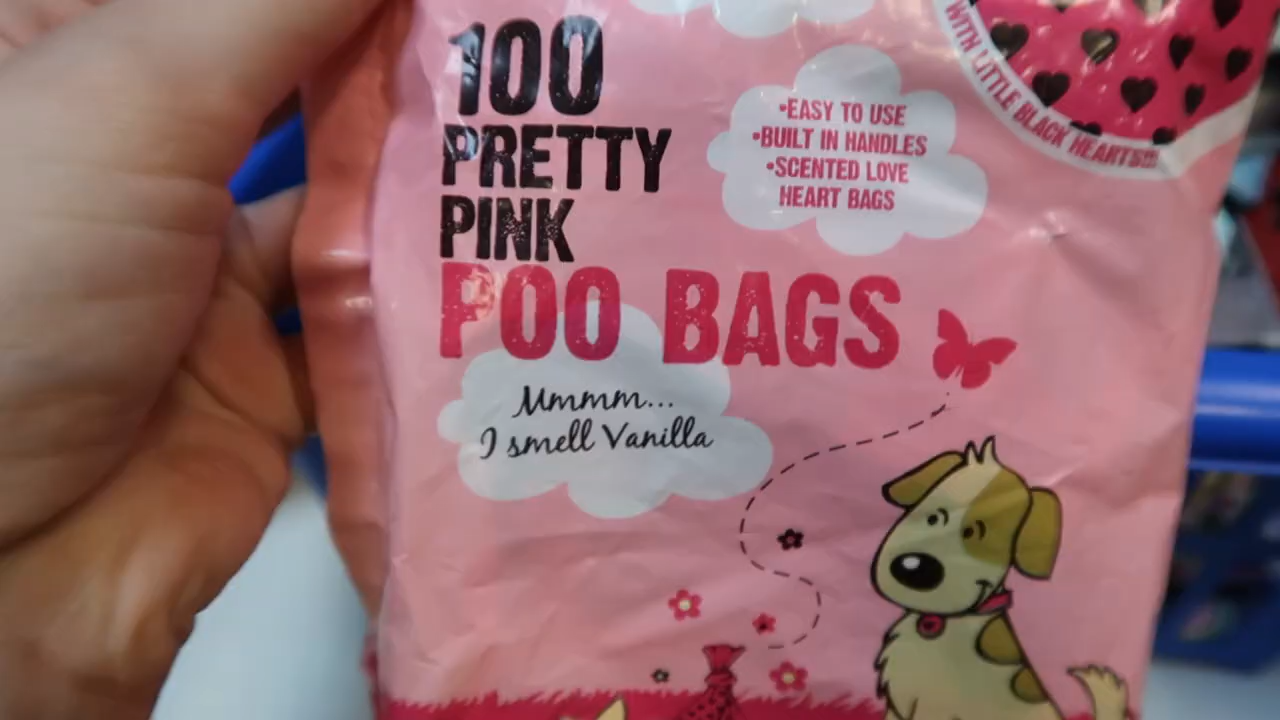 100
PRETTY
PINK
POO BAGS
•EASY TO USE
•BUILT IN HANDLES
•SCENTED LOVE
HEART BAGS
WITH LITTLE BLACK HEARTS!!!
Mmmm...
I smell Vanilla